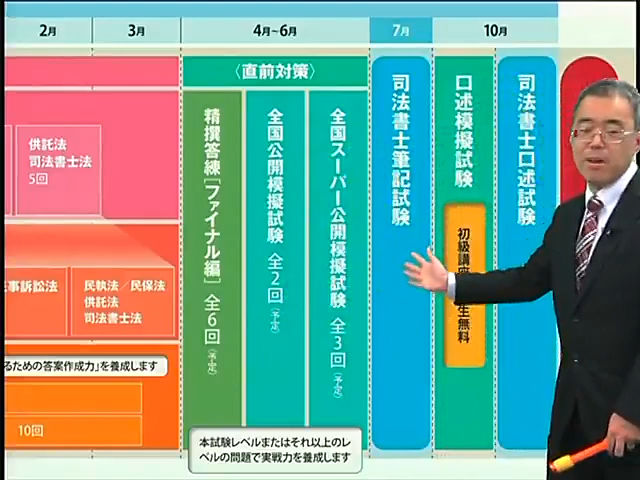 2月
3月
4月~6月
7月
10月
〈直前対策〉
供託法
司法書士法
5回
精撰答練[ファイナル編]
全6回(予定)
全国公開模擬試験
全2回(予定)
全国スーパー公開模擬試験
全3回(予定)
司法書士筆記試験
口述模擬試験
司法書士口述試験
事訴訟法
民執法/民保法
供託法
司法書士法
るための答案作成力」を養成します
10回
本試験レベルまたはそれ以上のレ
ベルの問題で実戦力を養成します